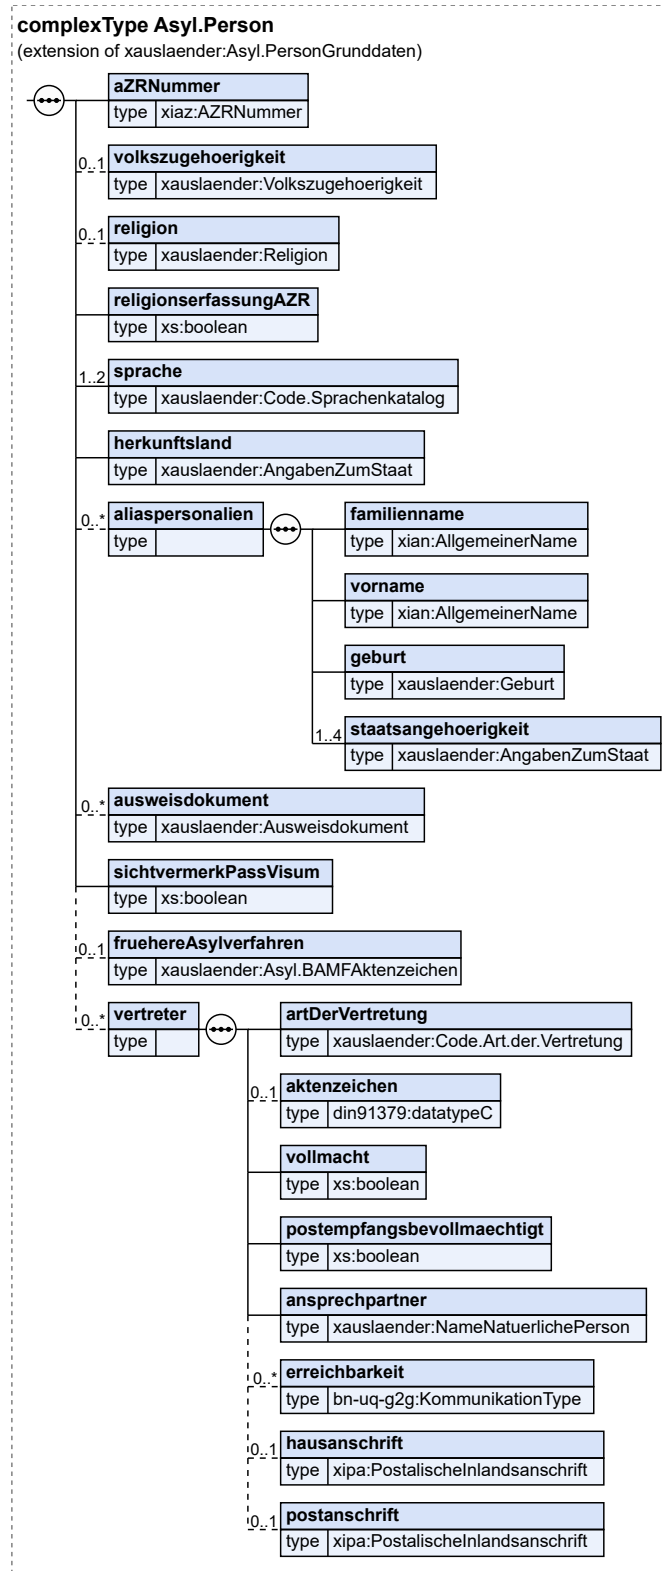 complexType Asyl.Person
(extension of xauslaender:Asyl.PersonGrunddaten)
aZRNummer
type xiaz:AZRNummer
0..1 volkszugehoerigkeit
type xauslaender:Volkszugehoerigkeit
0..1 religion
type xauslaender:Religion
religionserfassungAZR
type xs:boolean
1..2 sprache
type xauslaender:Code.Sprachenkatalog
herkunftsland
type xauslaender:AngabenZumStaat
0..* aliaspersonalien
type
familienname
type xian:AllgemeinerName
vorname
type xian:AllgemeinerName
geburt
type xauslaender:Geburt
1..4 staatsangehoerigkeit
type xauslaender:AngabenZumStaat
0..* ausweisdokument
type xauslaender:Ausweisdokument
sichtvermerkPassVisum
type xs:boolean
0..1 fruehereAsylverfahren
type xauslaender:Asyl.BAMFAktenzeichen
0..* vertreter
type
artDerVertretung
type xauslaender:Code.Art.der.Vertretung
0..1 aktenzeichen
type din91379:datatypeC
vollmacht
type xs:boolean
postempfangsbevollmaechtigt
type xs:boolean
ansprechpartner
type xauslaender:NameNatuerlichePerson
0..* erreichbarkeit
type bn-uq-g2g:KommunikationType
0..1 hausanschrift
type xipa:PostalischeInlandsanschrift
0..1 postanschrift
type xipa:PostalischeInlandsanschrift